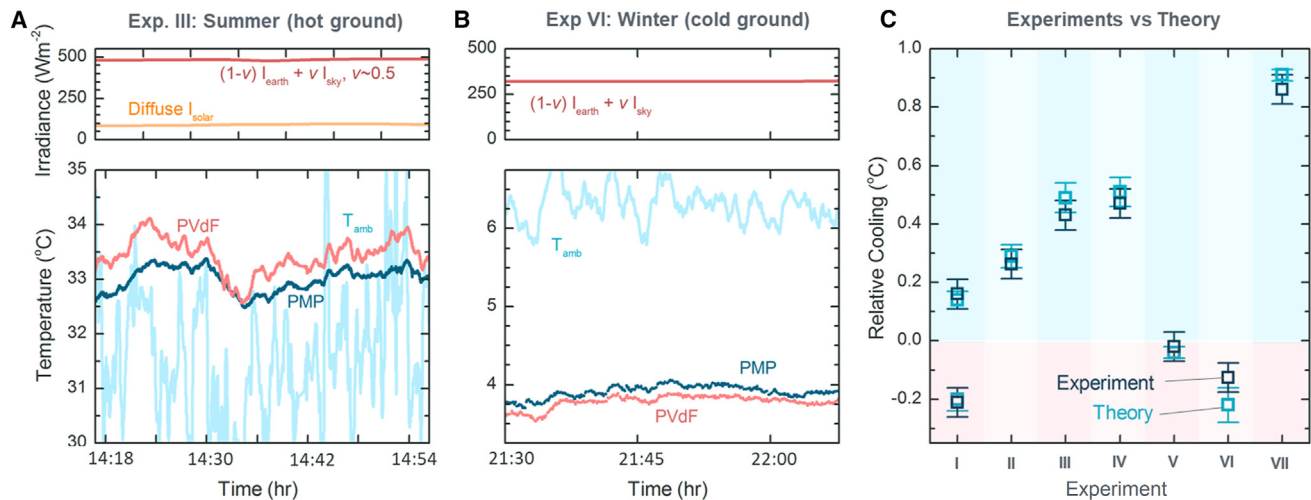 A
Exp. III: Summer (hot ground)
Irradiance (Wm⁻²)
500
250
0
(1-v) I_earth + v I_sky, v~0.5
Diffuse I_solar
Temperature (°C)
35
34
33
32
31
30
PVdF
T_amb
PMP
14:18
14:30
14:42
14:54
Time (hr)
B
Exp VI: Winter (cold ground)
500
250
0
(1-v) I_earth + v I_sky
6
5
4
T_amb
PMP
PVdF
21:30
21:45
22:00
Time (hr)
C
Experiments vs Theory
Relative Cooling (°C)
1.0
0.8
0.6
0.4
0.2
0.0
-0.2
Experiment
Theory
I
II
III
IV
V
VI
VII
Experiment